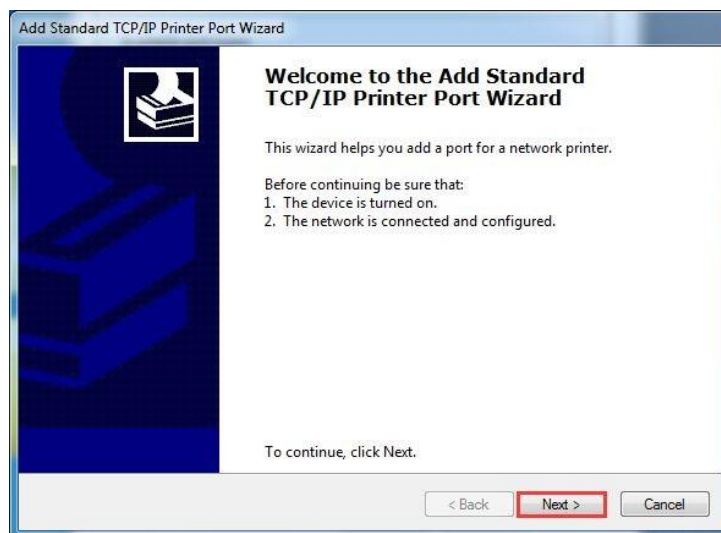 Add Standard TCP/IP Printer Port Wizard
Welcome to the Add Standard
TCP/IP Printer Port Wizard
This wizard helps you add a port for a network printer.
Before continuing be sure that:
1. The device is turned on.
2. The network is connected and configured.
To continue, click Next.
< Back Next > Cancel